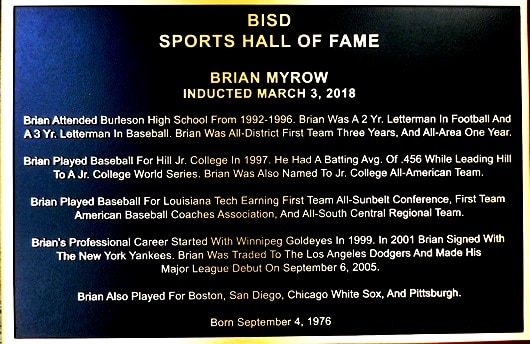 BISD
SPORTS HALL OF FAME
BRIAN MYROW
INDUCTED MARCH 3, 2018
Brian Attended Burleson High School From 1992-1996. Brian Was A 2 Yr. Letterman In Football And
A 3 Yr. Letterman In Baseball. Brian Was All-District First Team Three Years, And All-Area One Year.
Brian Played Baseball For Hill Jr. College In 1997. He Had A Batting Avg. Of .456 While Leading Hill
To A Jr. College World Series. Brian Was Also Named To Jr. College All-American Team.
Brian Played Baseball For Louisiana Tech Earning First Team All-Sunbelt Conference, First Team
American Baseball Coaches Association, And All-South Central Regional Team.
Brian's Professional Career Started With Winnipeg Goldeyes In 1999. In 2001 Brian Signed With
The New York Yankees. Brian Was Traded To The Los Angeles Dodgers And Made His
Major League Debut On September 6, 2005.
Brian Also Played For Boston, San Diego, Chicago White Sox, And Pittsburgh.
Born September 4, 1976